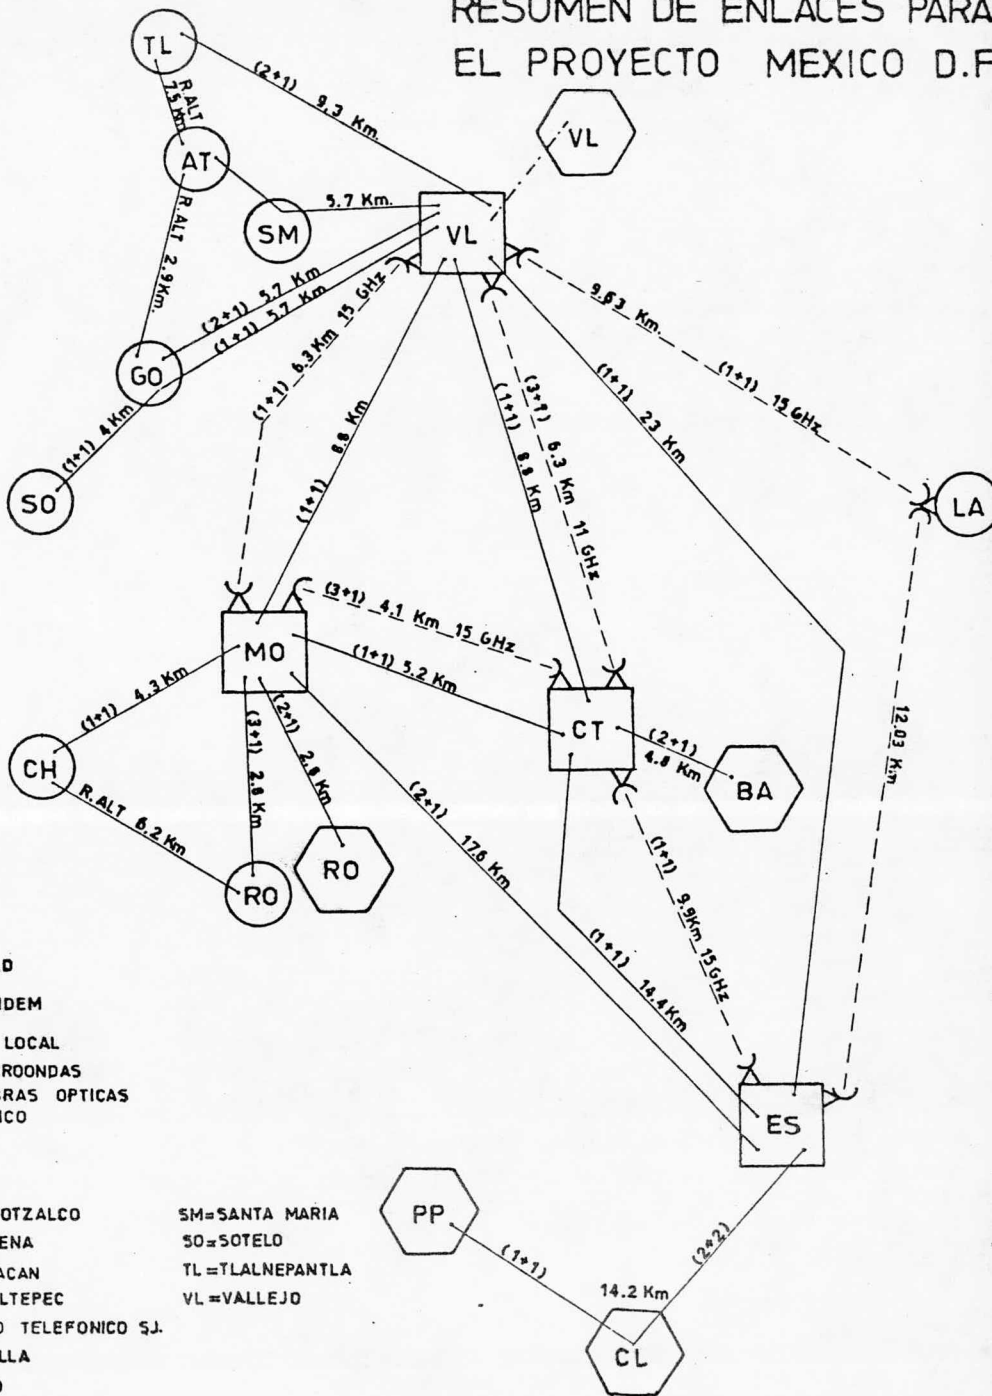 RESUMEN DE ENLACES PARA
EL PROYECTO MEXICO D.F
TL
(2+1) 9.3 Km.
R.ALT
7.5 Km
AT
VL
5.7 Km.
SM
VL
R.ALT 2.9Km.
(2+1) 5.7 Km
(1+1) 5.7 Km
GO
(1+1) 6.3 Km 15 GHz
9.63 Km.
(1+1) 15 GHz
(1+1) 4 Km
SO
(1+1) 8.8 Km
(1+1) 8.8 Km
(3+1) 6.3 Km 11 GHz
(1+1) 23 Km
LA
(3+1) 4.1 Km 15 GHz
MO
(1+1) 5.2 Km
(1+1) 4.3 Km
CT
(2+1)
4.8 Km
BA
12.03 Km
CH
R.ALT 6.2 Km
(3+1) 2.8 Km
(2+1) 2.8 Km
RO
RO
(2+1) 17.6 Km
(1+1) 9.9Km 15GHz
(1+1) 14.4 Km
ES
D
DEM
LOCAL
ROONDAS
BRAS OPTICAS
ICO
OTZALCO
ENA
ACAN
LTEPEC
O TELEFONICO SJ.
LLA
O
SM=SANTA MARIA
SO=SOTELO
TL=TLALNEPANTLA
VL=VALLEJO
PP
(1+1)
(2+2)
14.2 Km
CL